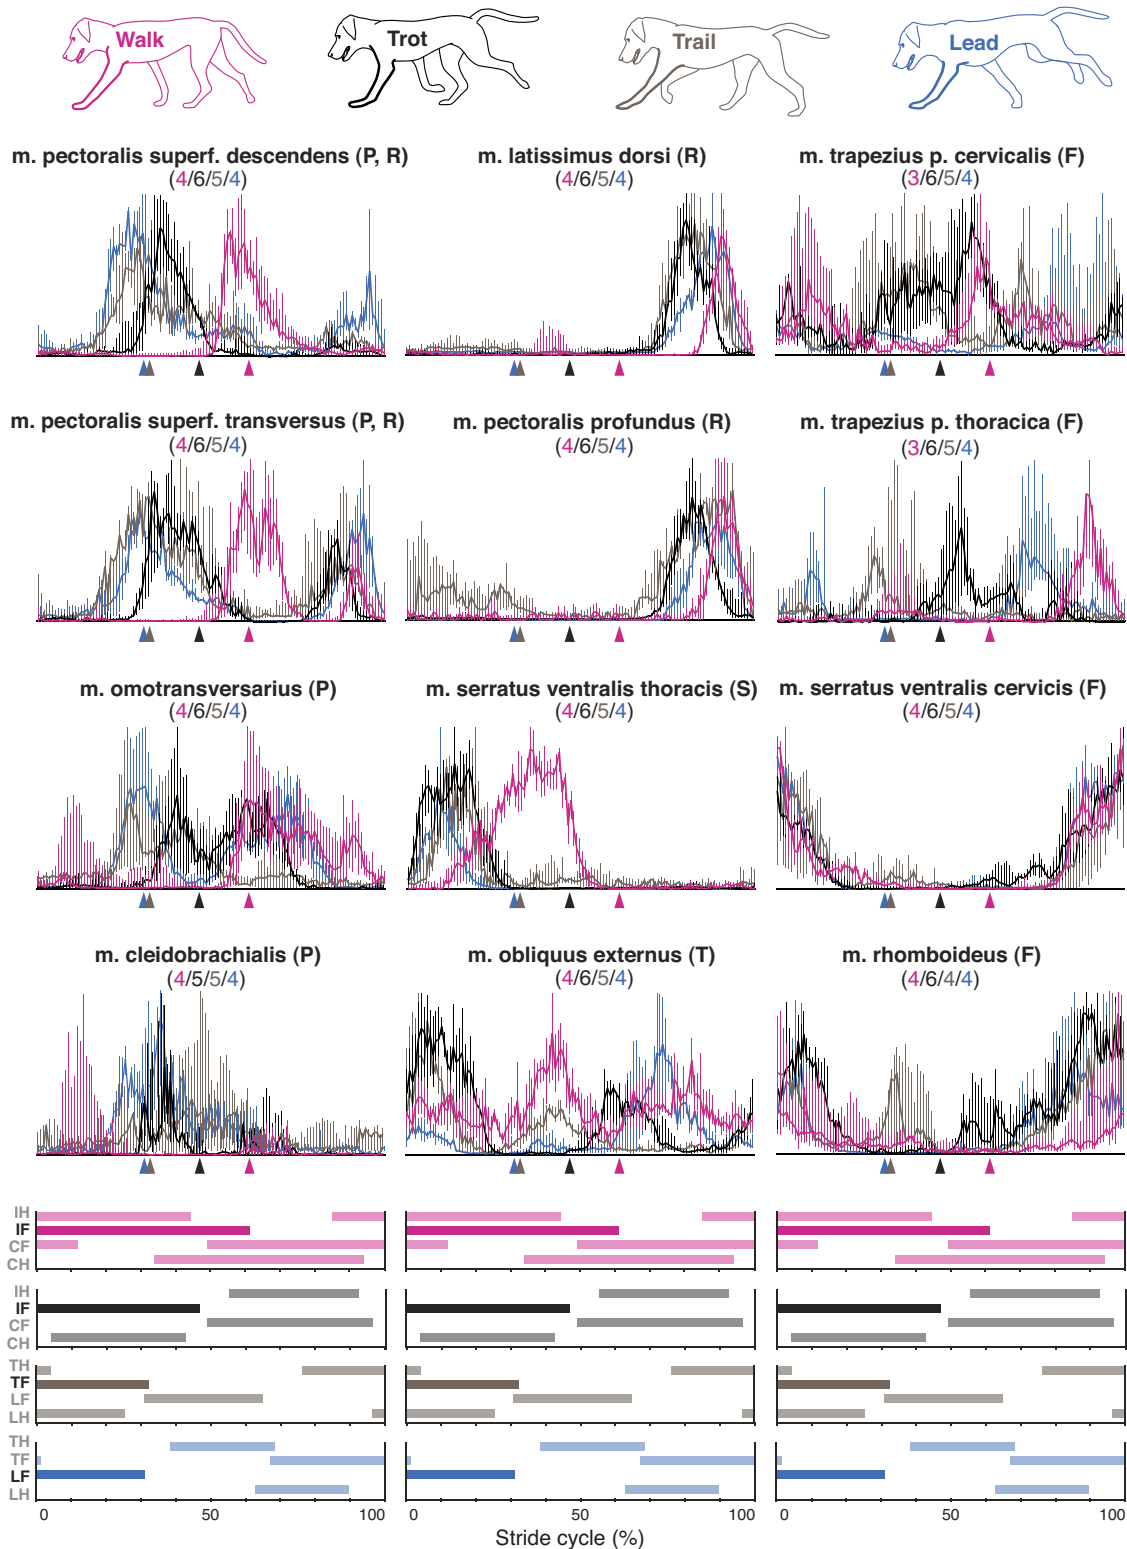 Walk Trot Trail Lead
m. pectoralis superf. descendens (P, R) m. latissimus dorsi (R) m. trapezius p. cervicalis (F)
(4/6/5/4) (4/6/5/4) (3/6/5/4)
m. pectoralis superf. transversus (P, R) m. pectoralis profundus (R) m. trapezius p. thoracica (F)
(4/6/5/4) (4/6/5/4) (3/6/5/4)
m. omotransversarius (P) m. serratus ventralis thoracis (S) m. serratus ventralis cervicis (F)
(4/6/5/4) (4/6/5/4) (4/6/5/4)
m. cleidobrachialis (P) m. obliquus externus (T) m. rhomboideus (F)
(4/5/5/4) (4/6/5/4) (4/6/4/4)
IH
IF
CF
CH
IH
IF
CF
CH
TH
TF
LF
LH
TH
TF
LF
LH
0 50 100 0 50 100 0 50 100
Stride cycle (%)